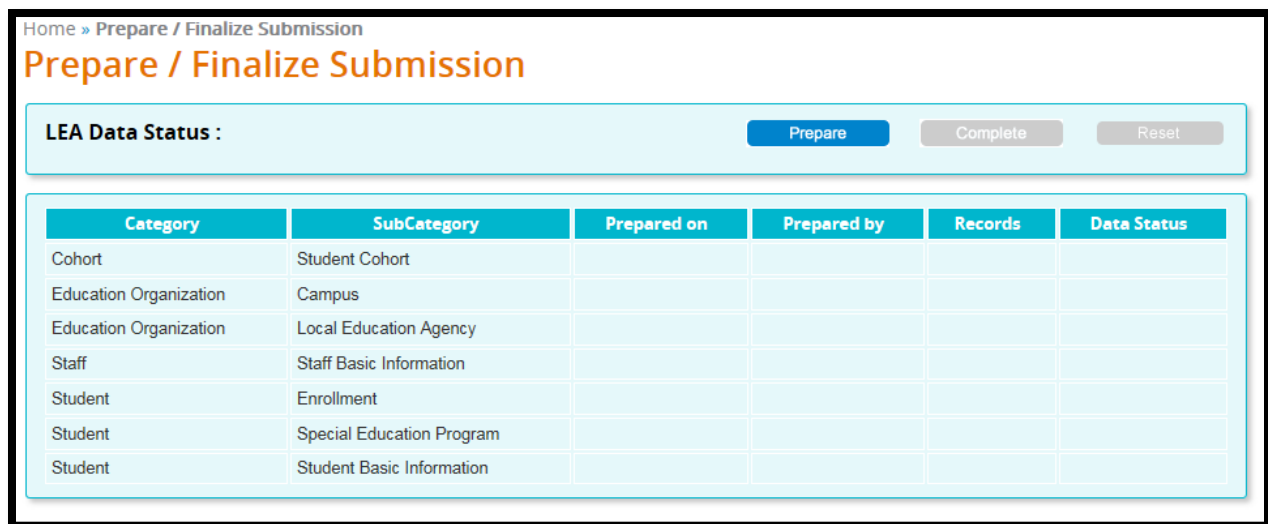 Home » Prepare / Finalize Submission
Prepare / Finalize Submission
LEA Data Status : Prepare Complete Reset
Category SubCategory Prepared on Prepared by Records Data Status
Cohort Student Cohort
Education Organization Campus
Education Organization Local Education Agency
Staff Staff Basic Information
Student Enrollment
Student Special Education Program
Student Student Basic Information